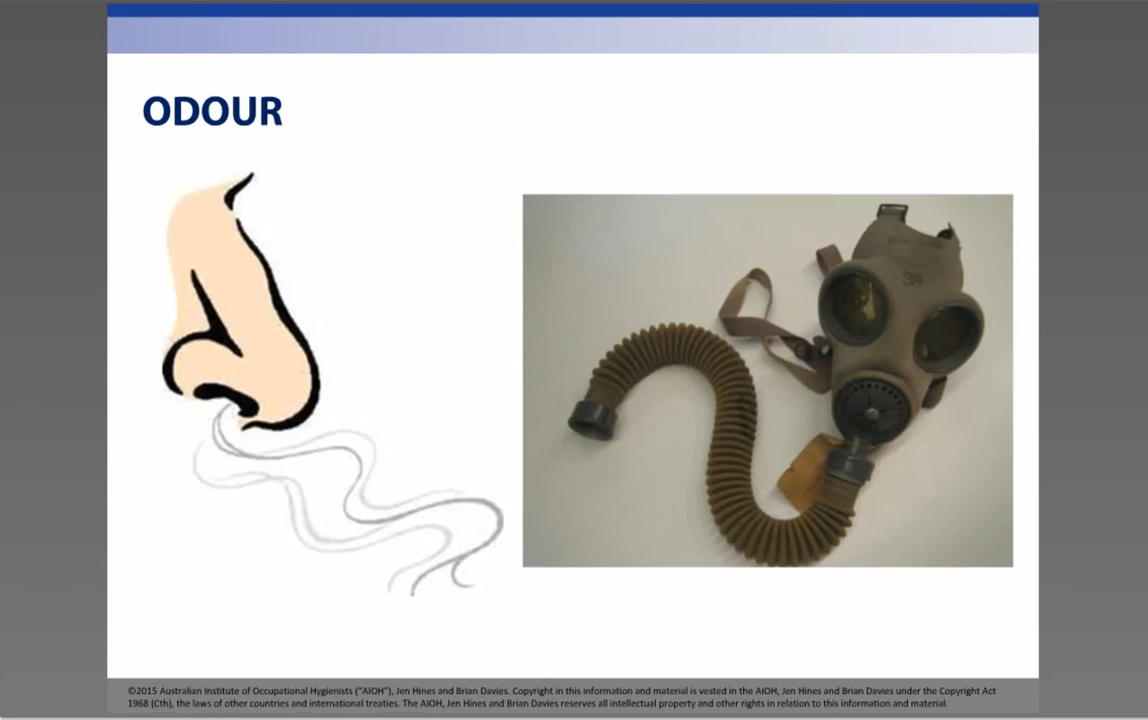 ODOUR
©2015 Australian Institute of Occupational Hygienists ("AIOH"), Jen Hines and Brian Davies. Copyright in this information and material is vested in the AIOH, Jen Hines and Brian Davies under the Copyright Act
1968 (Cth), the laws of other countries and international treaties. The AIOH, Jen Hines and Brian Davies reserves all intellectual property and other rights in relation to this information and material.